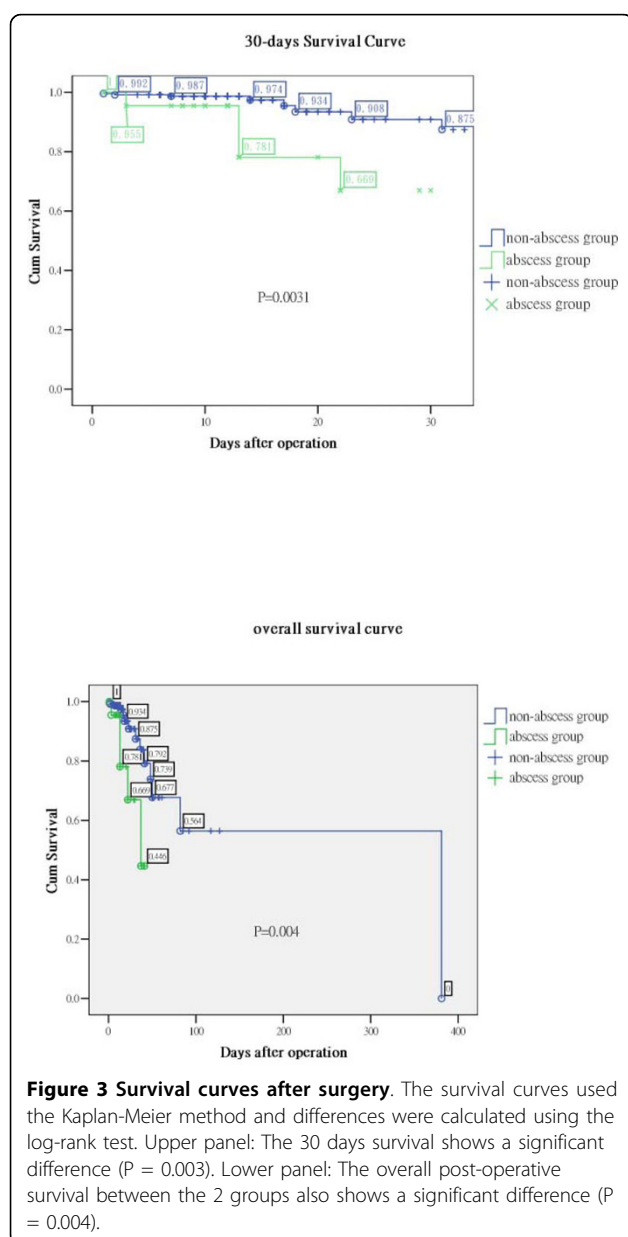 30-days Survival Curve
1.0
0.8
0.6
0.4
0.2
0.0
Cum Survival
1
0.992
0.987
0.974
0.934
0.908
0.875
0.955
0.781
0.669
P=0.0031
non-abscess group
abscess group
non-abscess group
abscess group
0 10 20 30
Days after operation
overall survival curve
1.0
0.8
0.6
0.4
0.2
0.0
Cum Survival
1
0.934
0.875
0.792
0.739
0.677
0.564
0.781
0.669
0.446
0
P=0.004
non-abscess group
abscess group
non-abscess group
abscess group
0 100 200 300 400
Days after operation
Figure 3 Survival curves after surgery. The survival curves used
the Kaplan-Meier method and differences were calculated using the
log-rank test. Upper panel: The 30 days survival shows a significant
difference (P = 0.003). Lower panel: The overall post-operative
survival between the 2 groups also shows a significant difference (P
= 0.004).